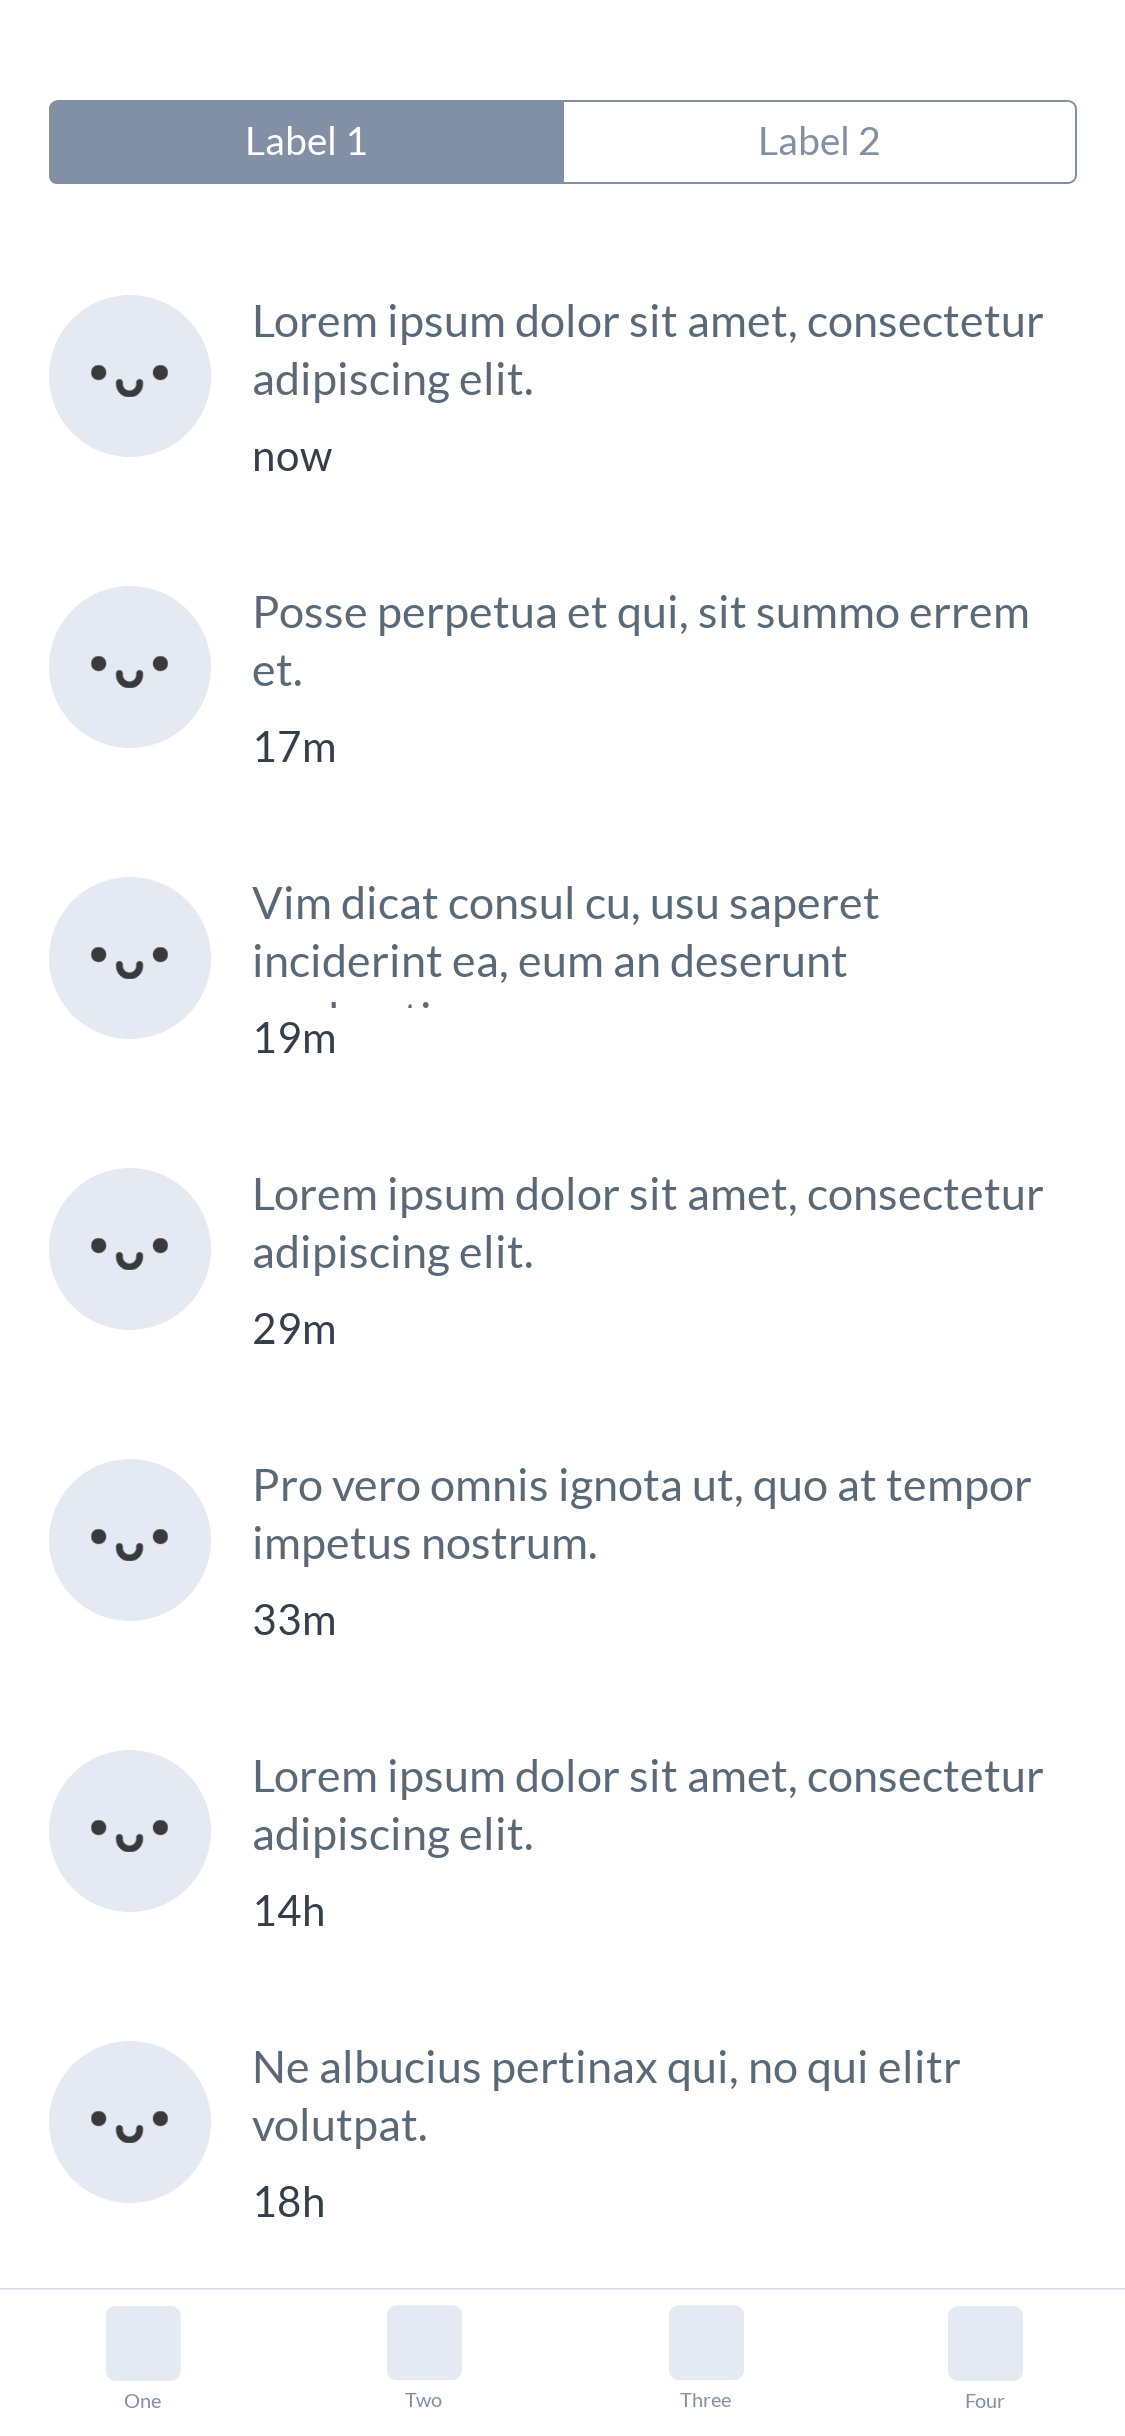 Label 1
Label 2
Lorem ipsum dolor sit amet, consectetur
adipiscing elit.
now
Posse perpetua et qui, sit summo errem
et.
17m
Vim dicat consul cu, usu saperet
inciderint ea, eum an deserunt
19m
Lorem ipsum dolor sit amet, consectetur
adipiscing elit.
29m
Pro vero omnis ignota ut, quo at tempor
impetus nostrum.
33m
Lorem ipsum dolor sit amet, consectetur
adipiscing elit.
14h
Ne albucius pertinax qui, no qui elitr
volutpat.
18h
One
Two
Three
Four